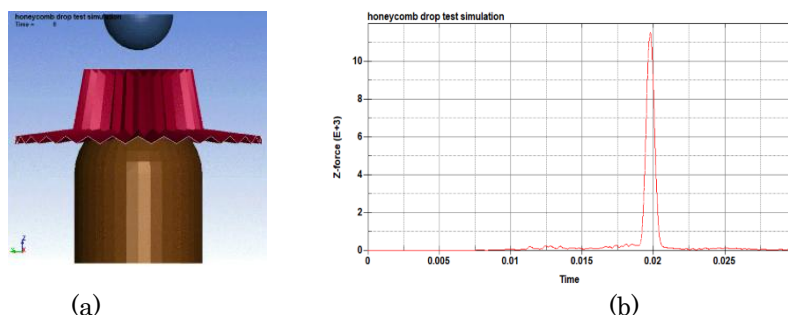 honeycomb drop test simulation
Time = 0
Z
Y
X
(a)
honeycomb drop test simulation
Z-force (E+3)
10
8
6
4
2
0
0
0.005
0.01
0.015
0.02
0.025
Time
(b)